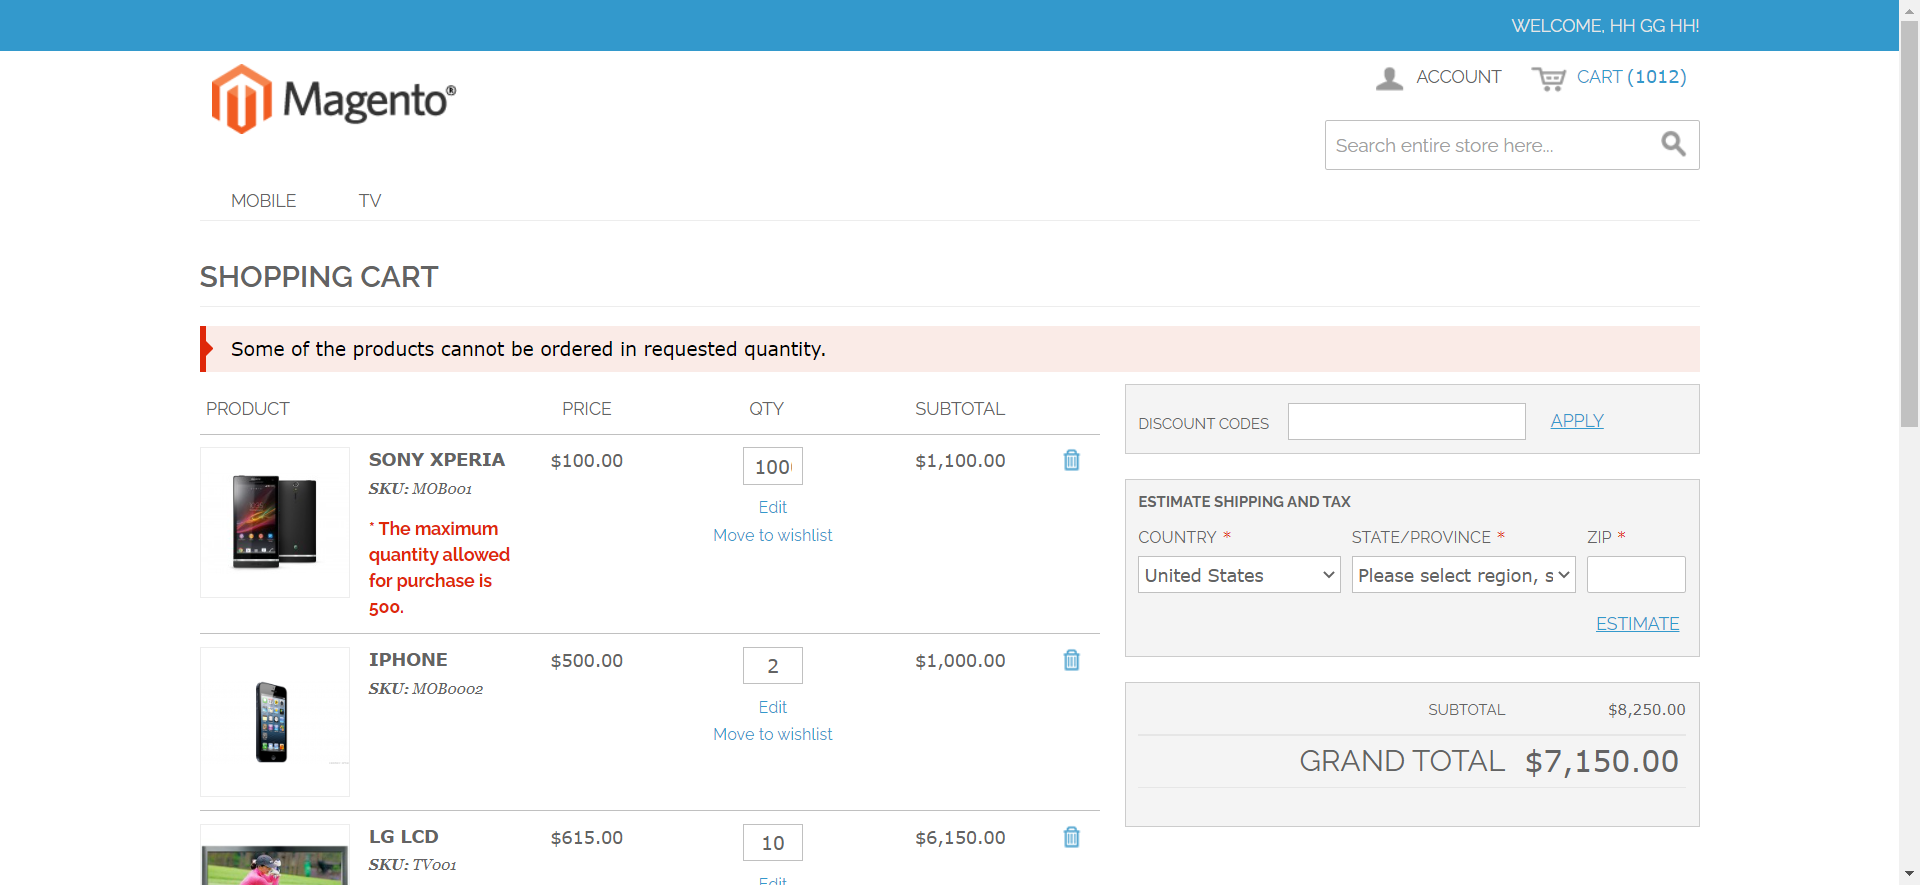 WELCOME, HH GG HH!
Magento®
ACCOUNT
CART (1012)
Search entire store here...
MOBILE
TV
SHOPPING CART
Some of the products cannot be ordered in requested quantity.
PRODUCT PRICE QTY SUBTOTAL
SONY XPERIA $100.00 100 $1,100.00
SKU: MOB001
* The maximum
quantity allowed
for purchase is
500.
Edit
Move to wishlist
IPHONE $500.00 2 $1,000.00
SKU: MOB0002
Edit
Move to wishlist
LG LCD $615.00 10 $6,150.00
SKU: TV001
Edit
DISCOUNT CODES APPLY
ESTIMATE SHIPPING AND TAX
COUNTRY * STATE/PROVINCE * ZIP *
United States Please select region, s
ESTIMATE
SUBTOTAL $8,250.00
GRAND TOTAL $7,150.00